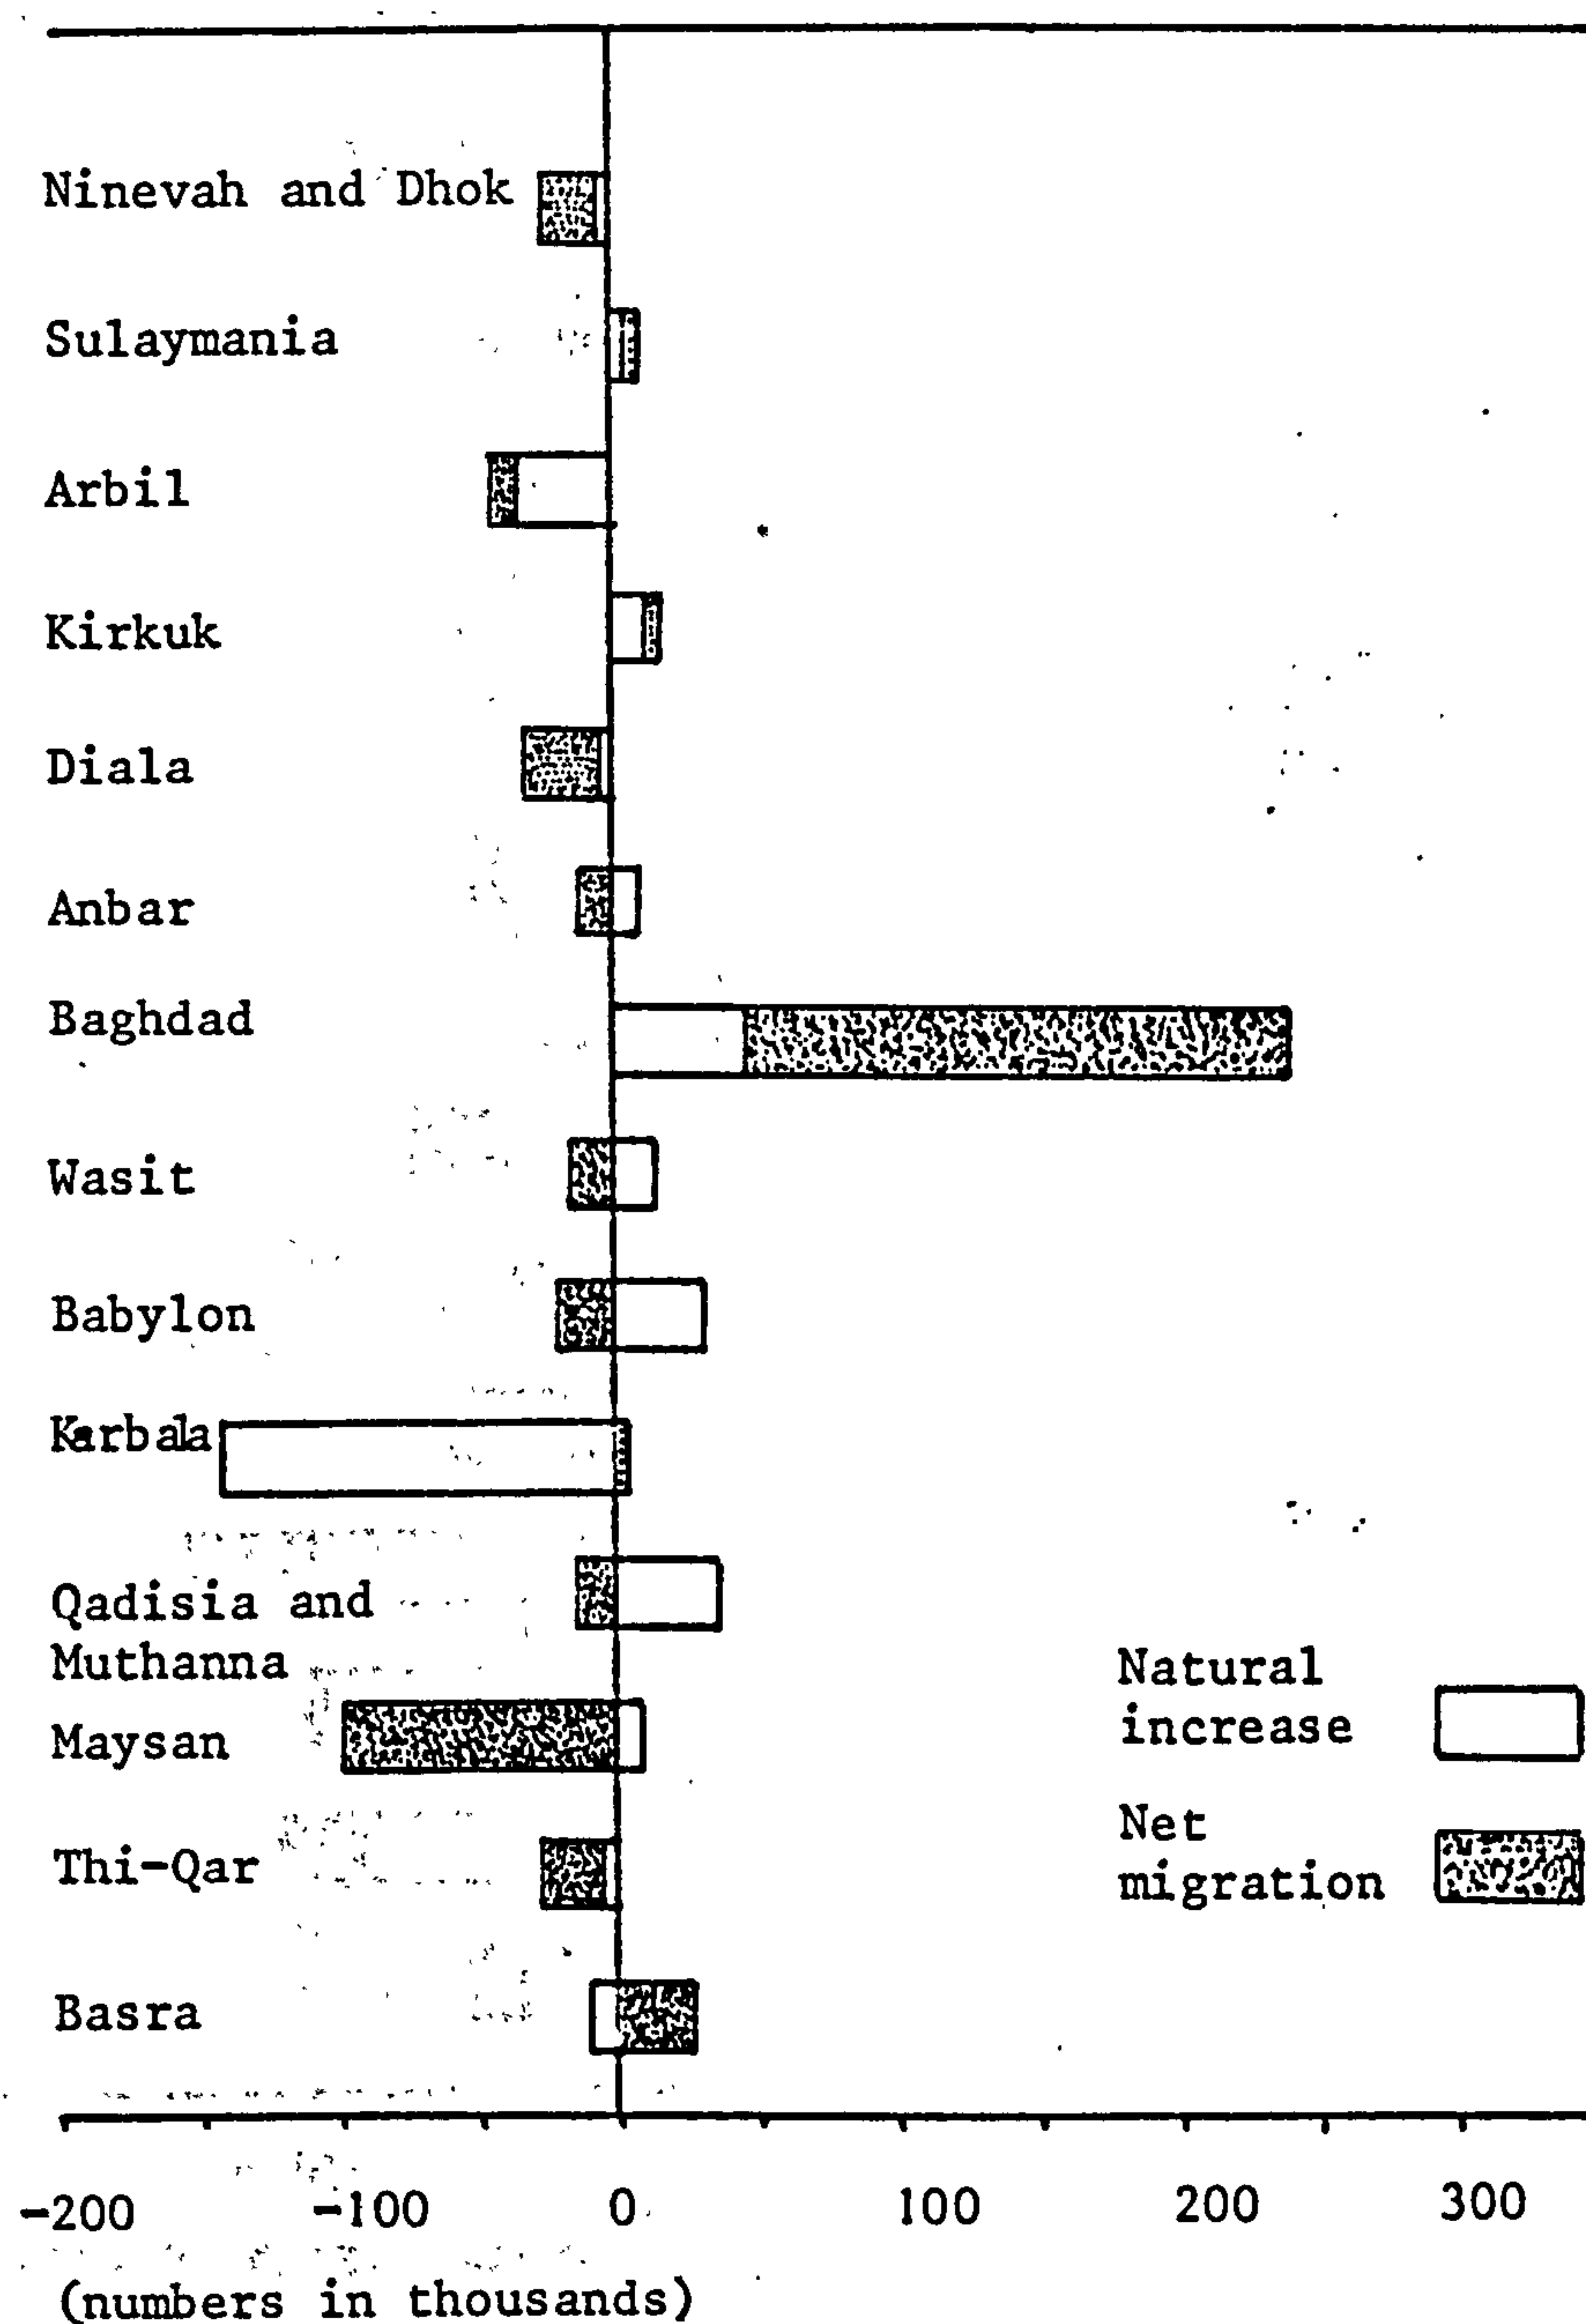 Ninevah and Dhok
Sulaymania
Arbil
Kirkuk
Diala
Anbar
Baghdad
Wasit
Babylon
Karbala
Qadisia and
Muthanna
Maysan
Thi-Qar
Basra
Natural
increase
Net
migration
-200 -100 0 100 200 300
(numbers in thousands)